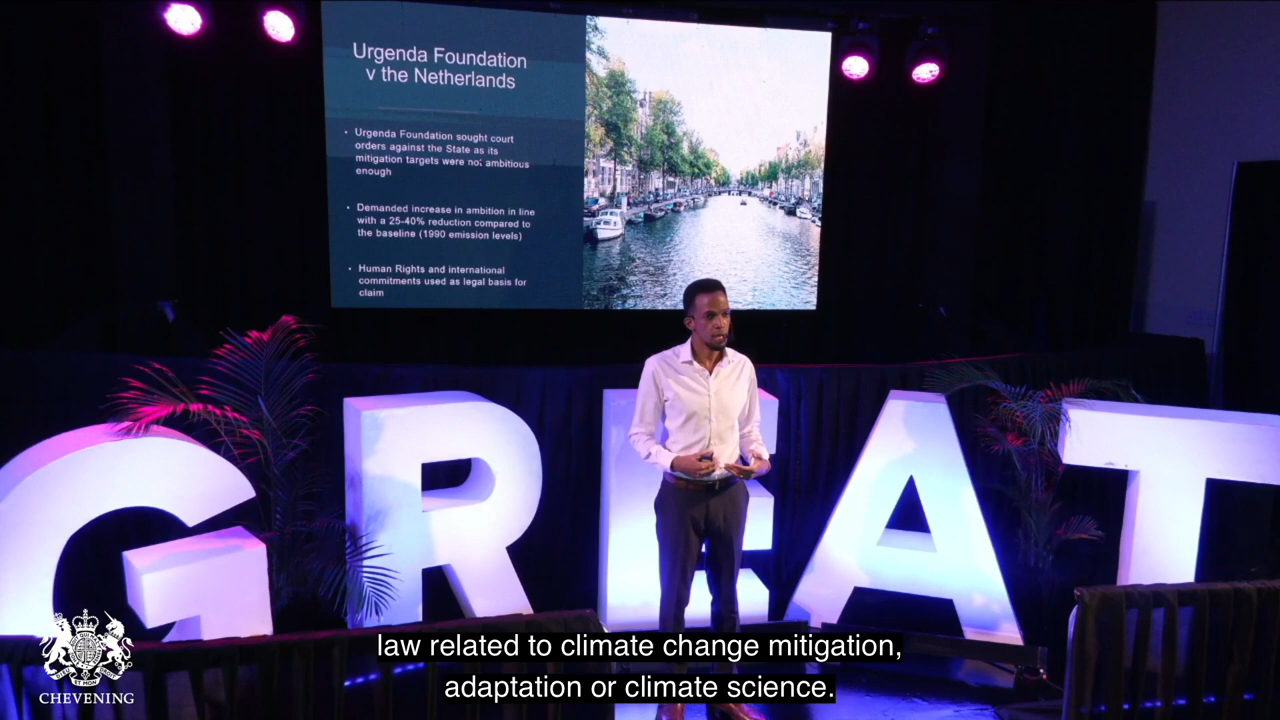 Urgenda Foundation
v the Netherlands
• Urgenda Foundation sought court
orders against the State as its
mitigation targets were not ambitious
enough
• Demanded increase in ambition in line
with a 25-40% reduction compared to
the baseline (1990 emission levels)
• Human Rights and international
commitments used as legal basis for
claim
GREAT
law related to climate change mitigation,
adaptation or climate science.
CHEVENING